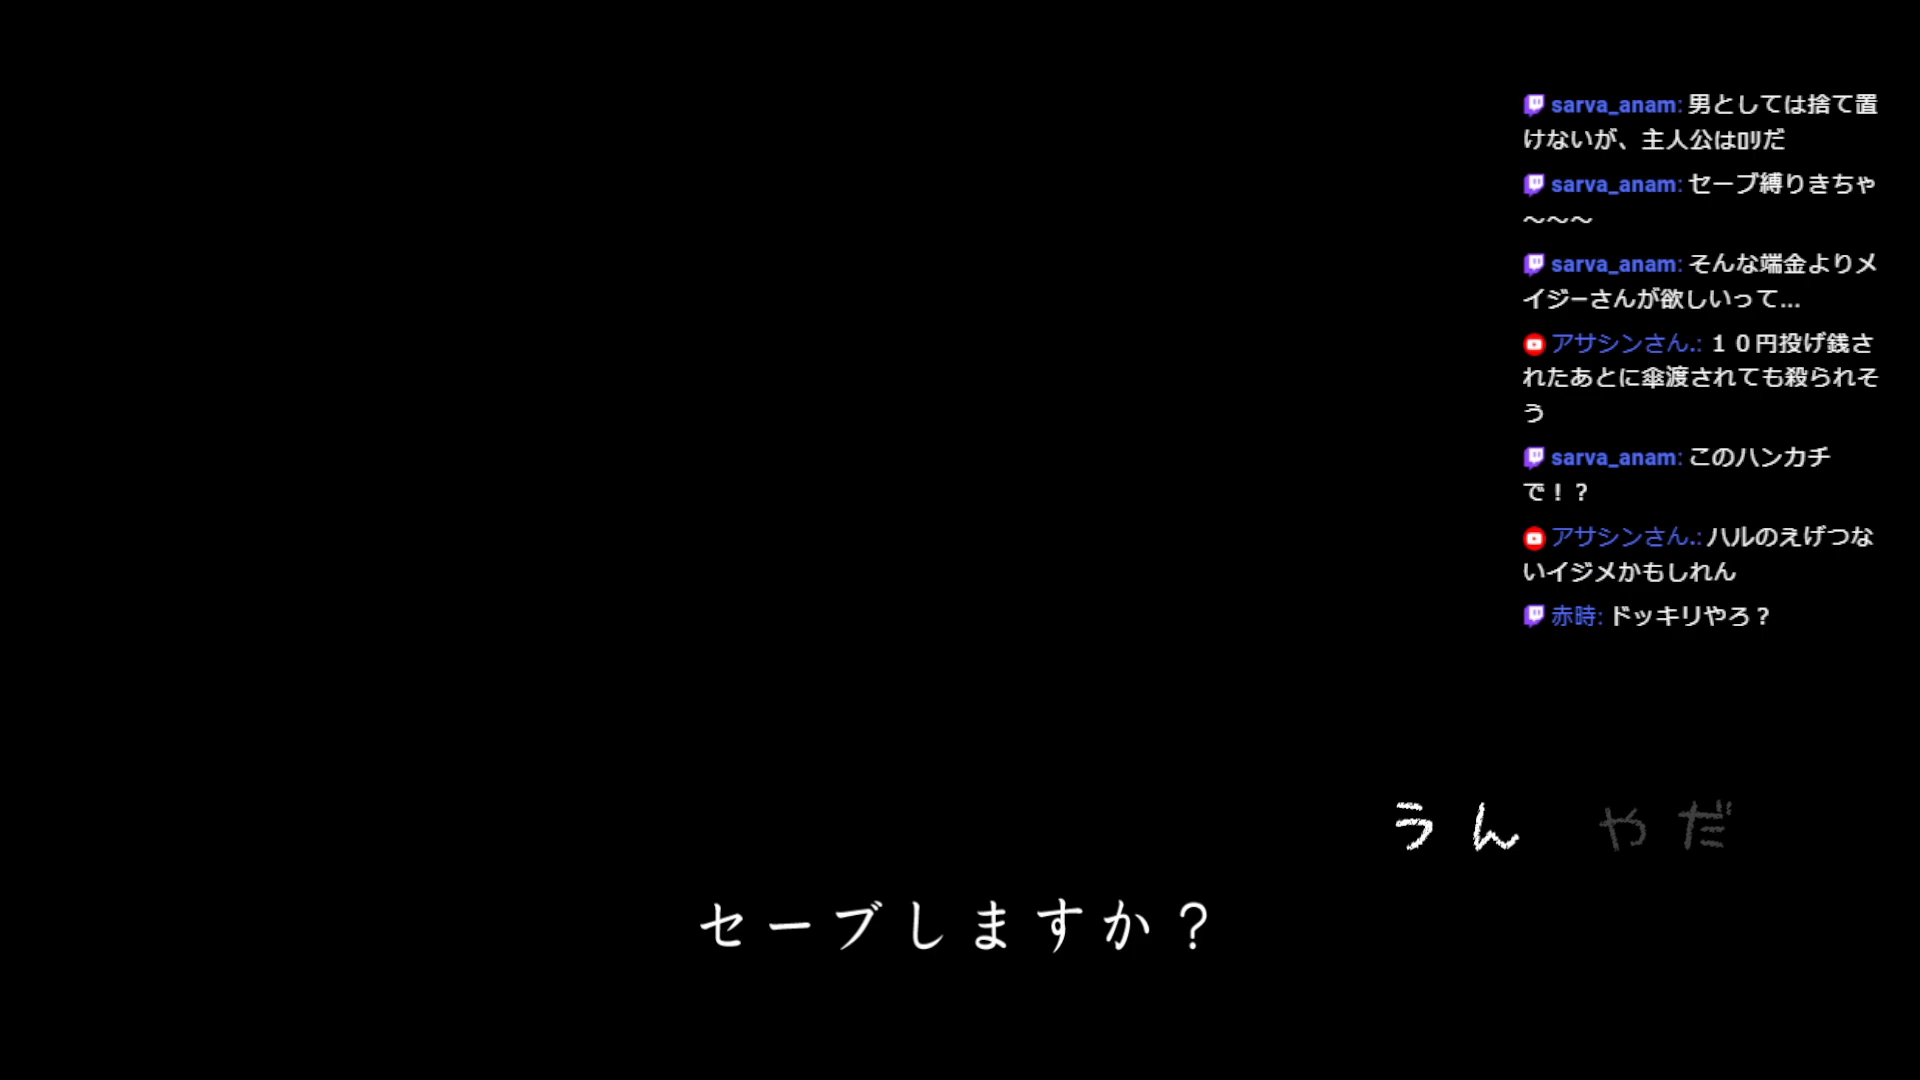 sarva_anam: 男としては捨て置
けないが、主人公はﾛﾘだ
sarva_anam: セーブ縛りきちゃ
～～～
sarva_anam: そんな端金よりメ
イジーさんが欲しいって...
アサシンさん.: １０円投げ銭さ
れたあとに傘渡されても殺られそ
う
sarva_anam: このハンカチ
で！？
アサシンさん.: ハルのえげつな
いイジメかもしれん
赤時: ドッキリやろ？
うん やだ
セーブしますか？